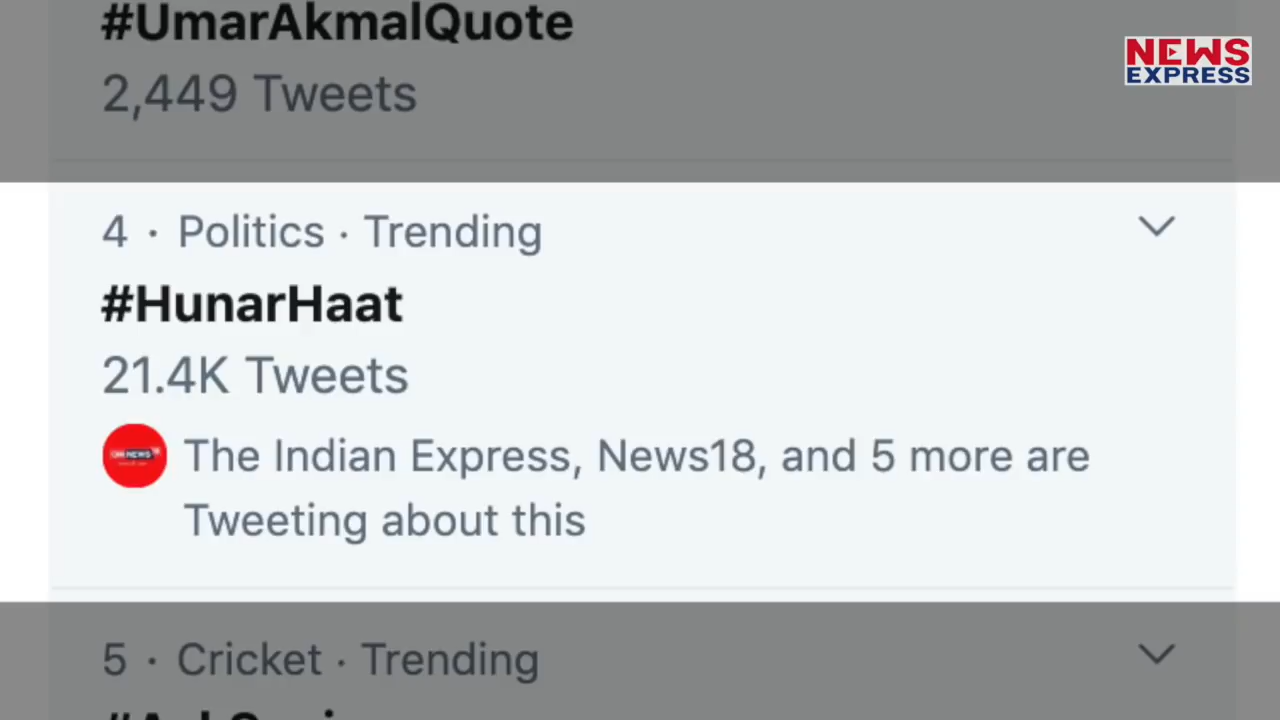 #UmarAkmalQuote
2,449 Tweets
NEWS
EXPRESS
4 · Politics · Trending
#HunarHaat
21.4K Tweets
The Indian Express, News18, and 5 more are
Tweeting about this
5 · Cricket · Trending